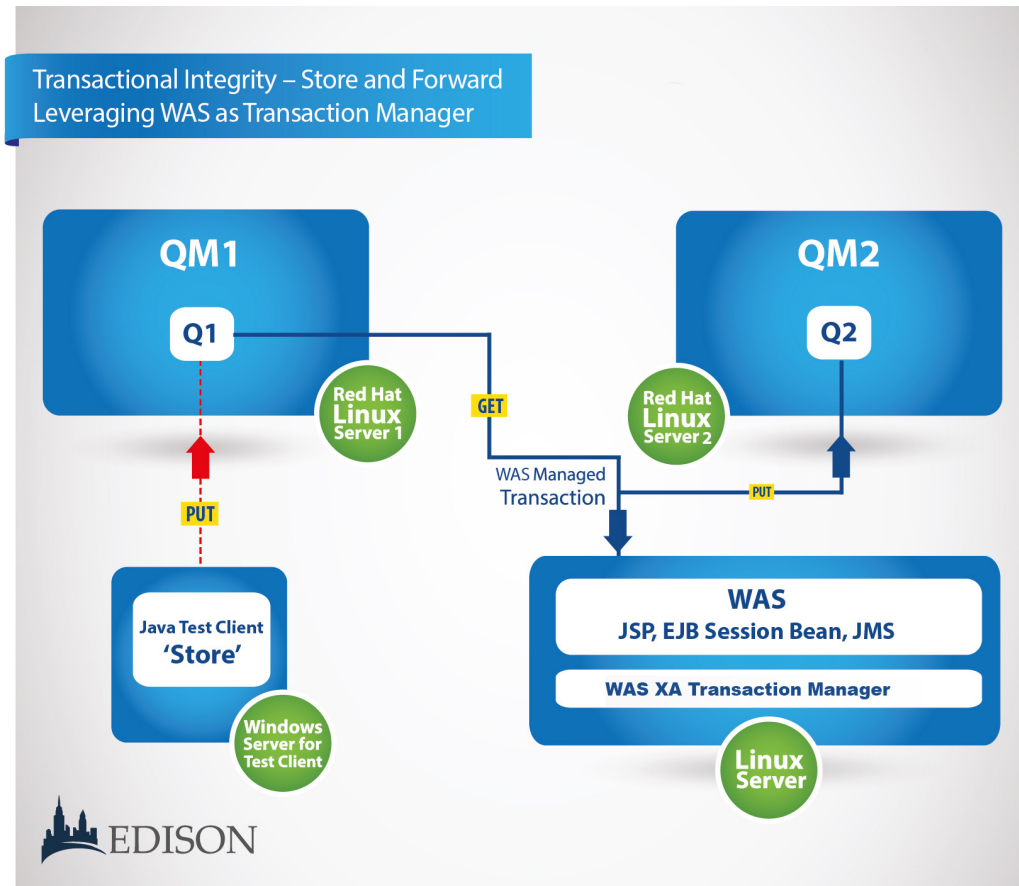 Transactional Integrity – Store and Forward
Leveraging WAS as Transaction Manager
QM1
Q1
Red Hat
Linux
Server 1
QM2
Q2
Red Hat
Linux
Server 2
GET
WAS Managed
Transaction
PUT
PUT
Java Test Client
'Store'
Windows
Server for
Test Client
WAS
JSP, EJB Session Bean, JMS
WAS XA Transaction Manager
Linux
Server
EDISON